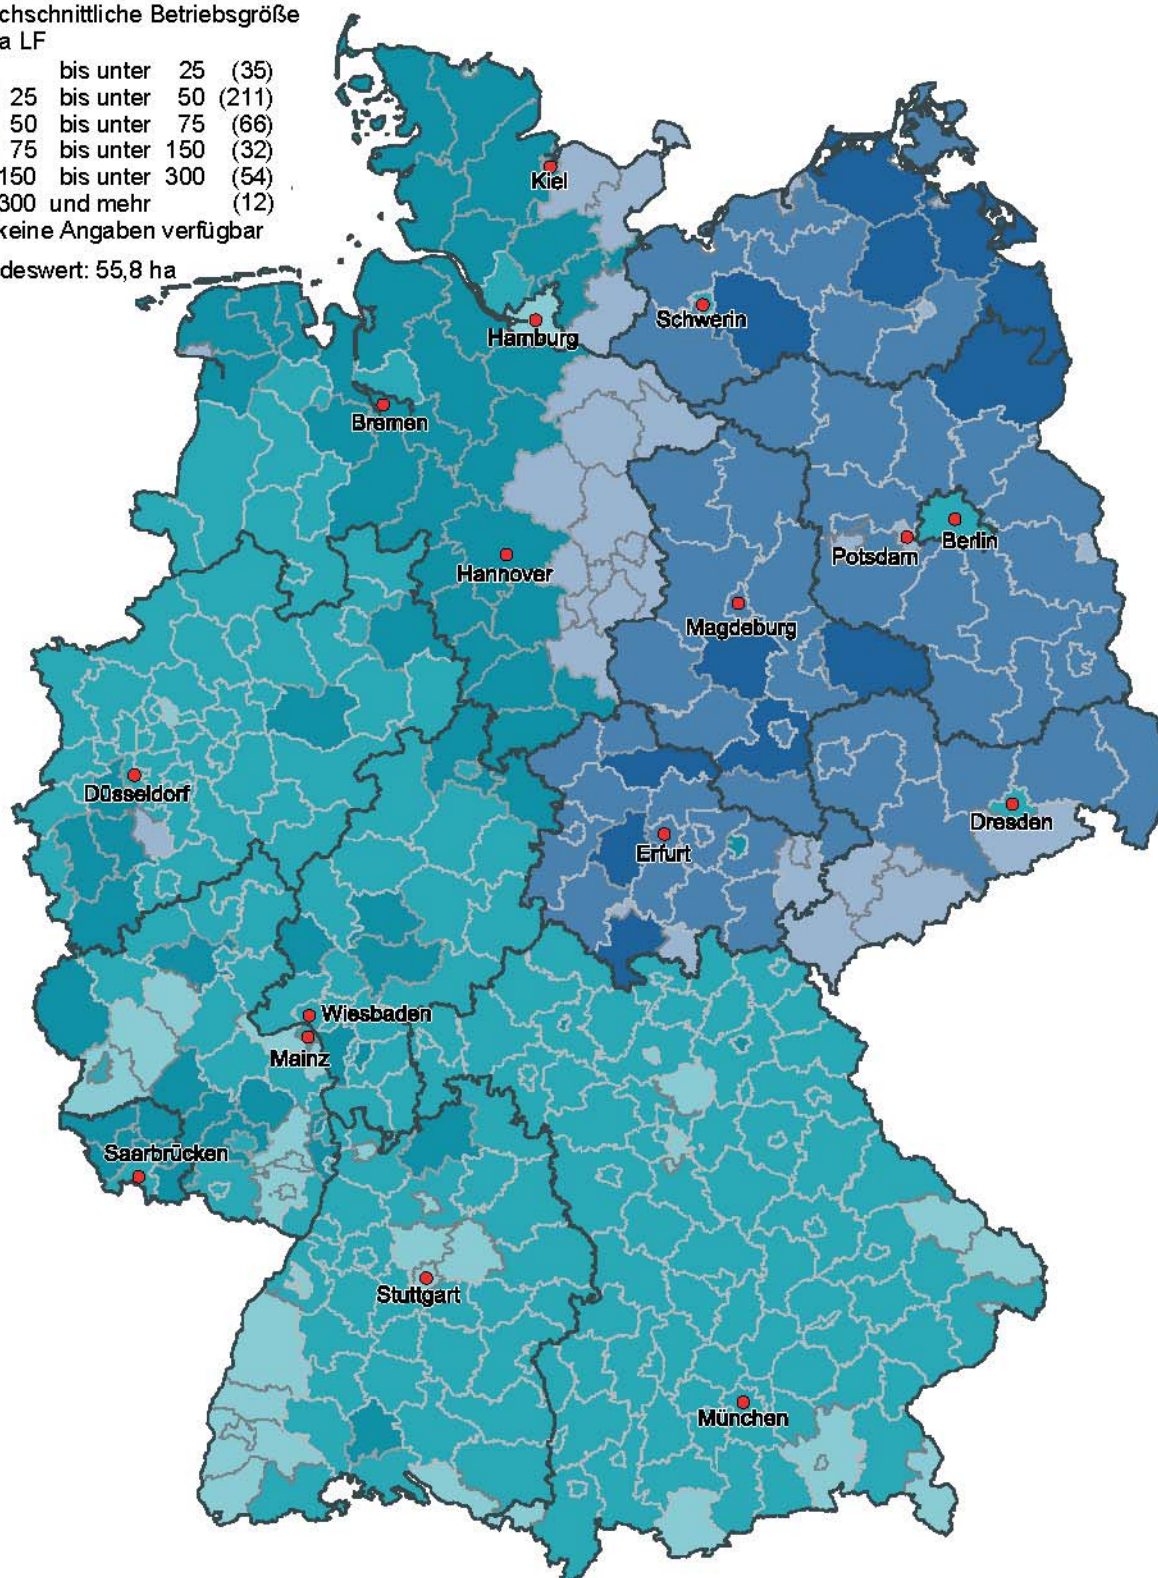 chschnittliche Betriebsgröße
a LF
bis unter 25 (35)
25 bis unter 50 (211)
50 bis unter 75 (66)
75 bis unter 150 (32)
150 bis unter 300 (54)
300 und mehr (12)
keine Angaben verfügbar
deswert: 55,8 ha
Kiel
Schwerin
Hamburg
Bremen
Berlin
Potsdam
Hannover
Magdeburg
Düsseldorf
Dresden
Erfurt
Wiesbaden
Mainz
Saarbrücken
Stuttgart
München